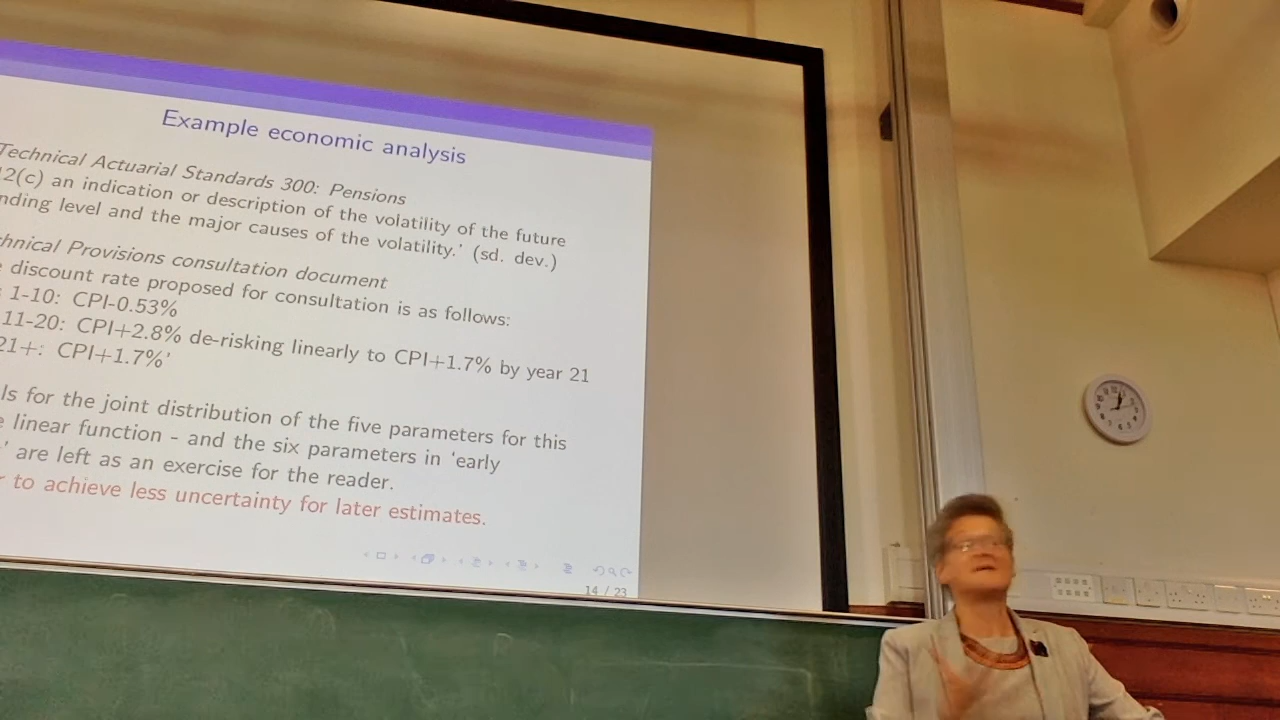 Example economic analysis
Technical Actuarial Standards 300: Pensions
12(c) an indication or description of the volatility of the future
nding level and the major causes of the volatility.' (sd. dev.)
chnical Provisions consultation document
e discount rate proposed for consultation is as follows:
s 1-10: CPI-0.53%
11-20: CPI+2.8% de-risking linearly to CPI+1.7% by year 21
21+: CPI+1.7%'
ls for the joint distribution of the five parameters for this
e linear function - and the six parameters in 'early
' are left as an exercise for the reader.
r to achieve less uncertainty for later estimates.
14 / 23